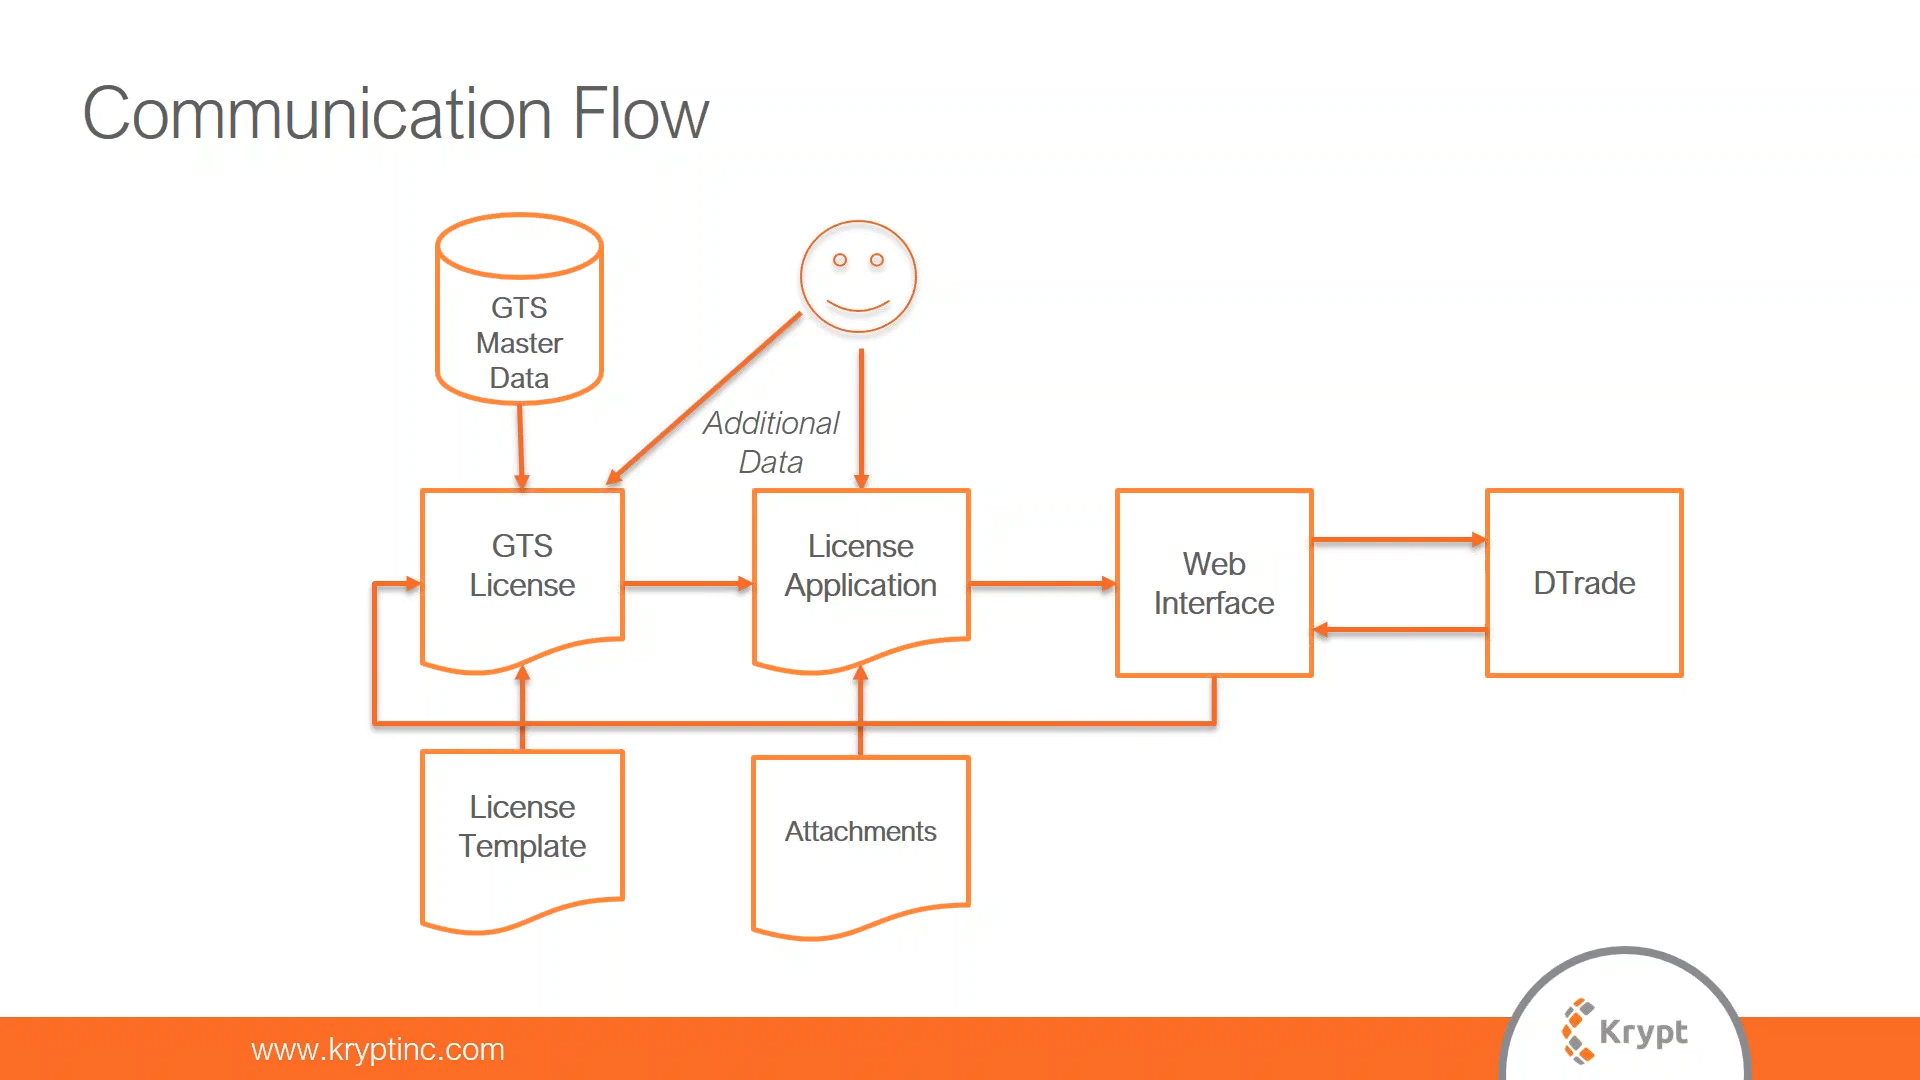 Communication Flow
GTS
Master
Data
Additional
Data
GTS
License
License
Application
Web
Interface
DTrade
License
Template
Attachments
www.kryptinc.com
Krypt